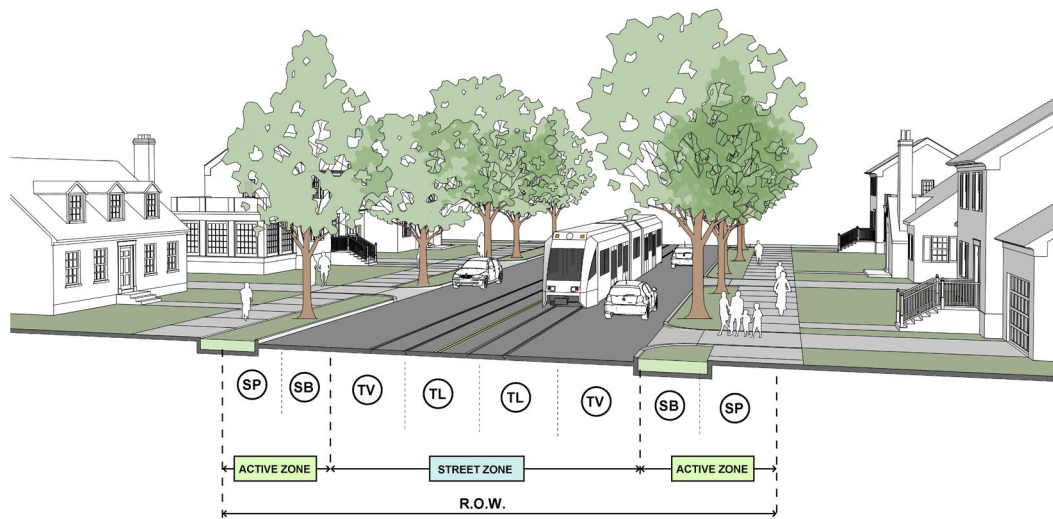 SP SB TV TL TL TV SB SP
ACTIVE ZONE STREET ZONE ACTIVE ZONE
R.O.W.